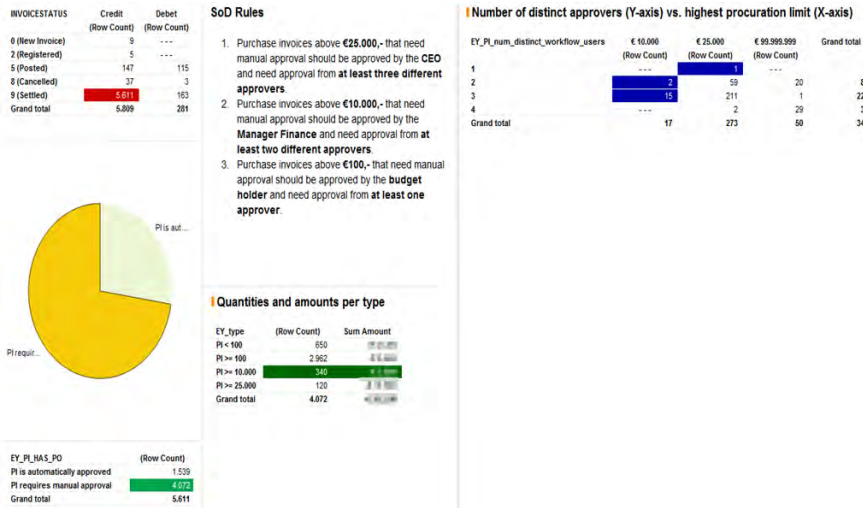 INVOICESTATUS Credit Debet
(Row Count) (Row Count)
0 (New Invoice) 9 ---
2 (Registered) 5 ---
5 (Posted) 147 115
8 (Cancelled) 37 3
9 (Settled) 5.611 163
Grand total 5.809 281
PI is aut...
PI requir...
EY_PI_HAS_PO (Row Count)
PI is automatically approved 1.539
PI requires manual approval 4.072
Grand total 5.611
SoD Rules
1. Purchase invoices above €25.000,- that need
manual approval should be approved by the CEO
and need approval from at least three different
approvers.
2. Purchase invoices above €10.000,- that need
manual approval should be approved by the
Manager Finance and need approval from at
least two different approvers.
3. Purchase invoices above €100,- that need manual
approval should be approved by the budget
holder and need approval from at least one
approver.
Quantities and amounts per type
EY_type (Row Count) Sum Amount
PI < 100 650
PI >= 100 2.962
PI >= 10.000 340
PI >= 25.000 120
Grand total 4.072
Number of distinct approvers (Y-axis) vs. highest procuration limit (X-axis)
EY_PI_num_distinct_workflow_users € 10.000 € 25.000 € 99.999.999 Grand total
(Row Count) (Row Count) (Row Count)
1 --- 1 ---
2 2 59 20
3 15 211 1
4 --- 2 29
Grand total 17 273 50